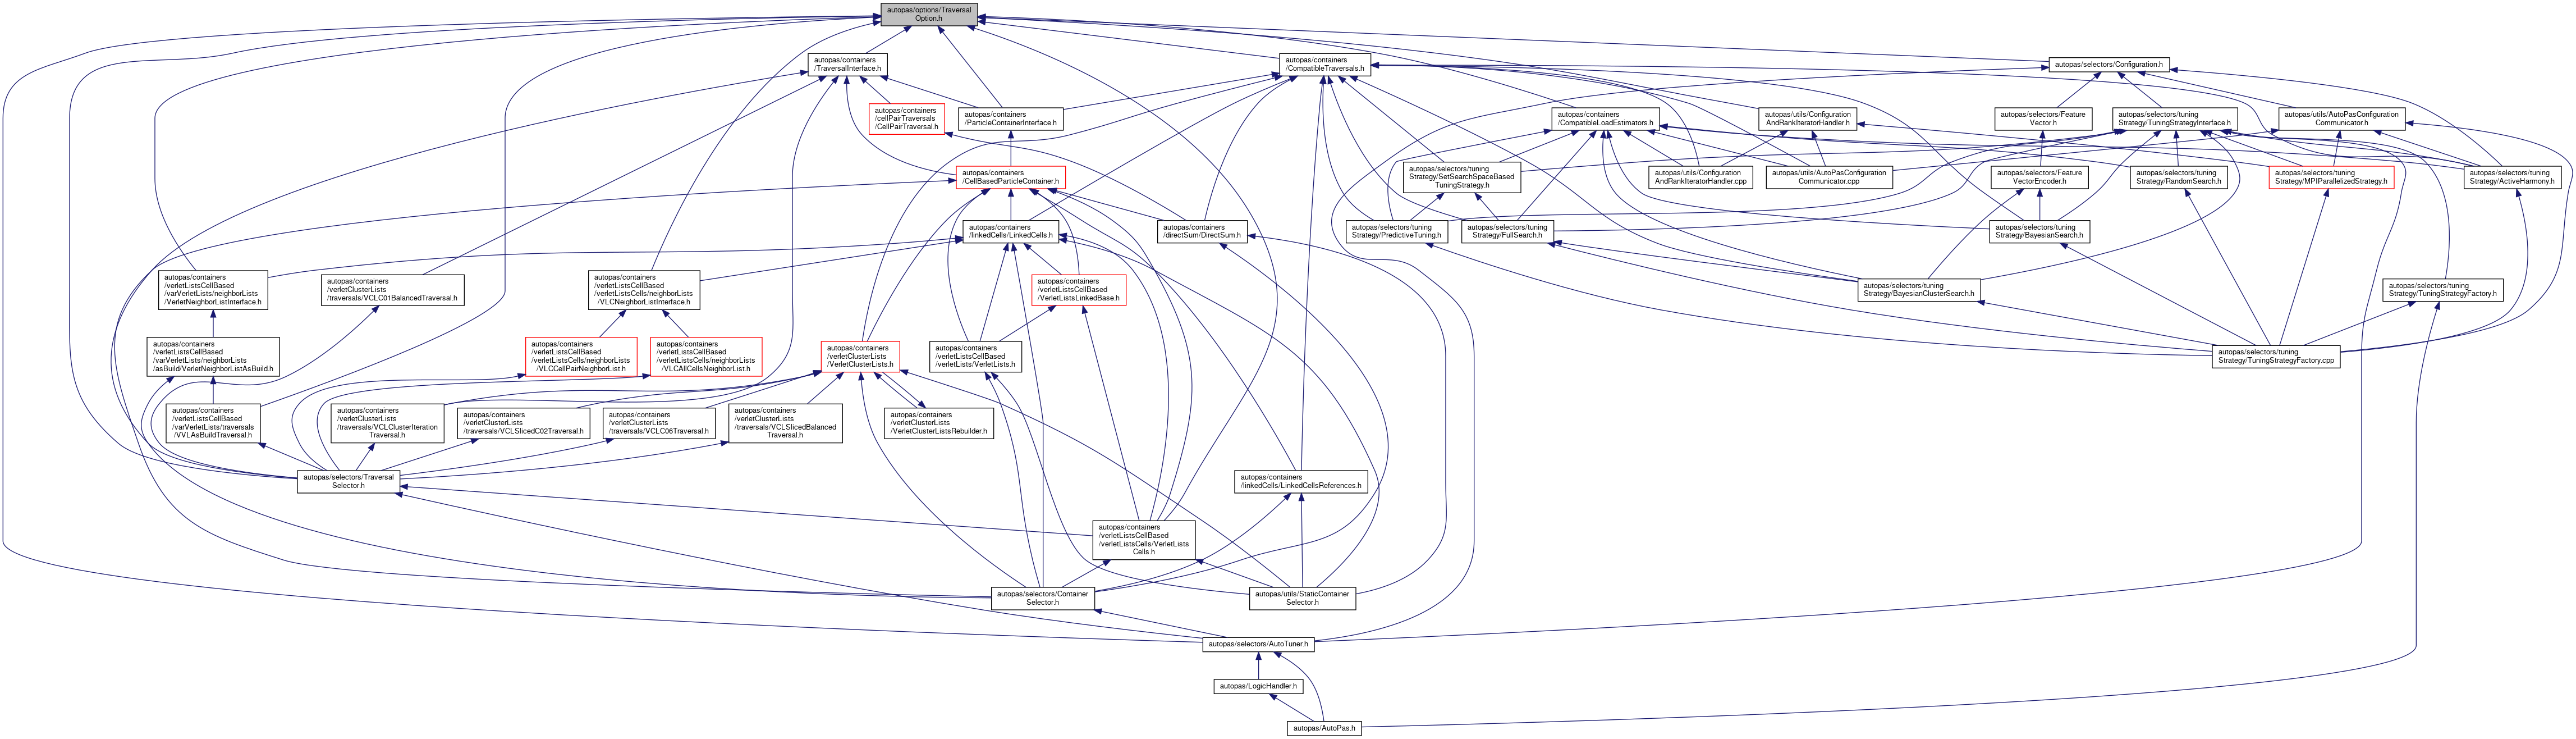 autopas/options/Traversal
Option.h
autopas/containers
/TraversalInterface.h
autopas/containers
/CompatibleTraversals.h
autopas/selectors/Configuration.h
autopas/containers
/cellPairTraversals
/CellPairTraversal.h
autopas/containers
/ParticleContainerInterface.h
autopas/containers
/CompatibleLoadEstimators.h
autopas/utils/Configuration
AndRankIteratorHandler.h
autopas/selectors/Feature
Vector.h
autopas/selectors/tuning
Strategy/TuningStrategyInterface.h
autopas/utils/AutoPasConfiguration
Communicator.h
autopas/containers
/CellBasedParticleContainer.h
autopas/selectors/tuning
Strategy/SetSearchSpaceBased
TuningStrategy.h
autopas/utils/Configuration
AndRankIteratorHandler.cpp
autopas/utils/AutoPasConfiguration
Communicator.cpp
autopas/selectors/Feature
VectorEncoder.h
autopas/selectors/tuning
Strategy/RandomSearch.h
autopas/selectors/tuning
Strategy/MPIParallelizedStrategy.h
autopas/selectors/tuning
Strategy/ActiveHarmony.h
autopas/containers
/linkedCells/LinkedCells.h
autopas/containers
/directSum/DirectSum.h
autopas/selectors/tuning
Strategy/PredictiveTuning.h
autopas/selectors/tuning
Strategy/FullSearch.h
autopas/selectors/tuning
Strategy/BayesianSearch.h
autopas/containers
/verletListsCellBased
/varVerletLists/neighborLists
/VerletNeighborListInterface.h
autopas/containers
/verletClusterLists
/traversals/VCLC01BalancedTraversal.h
autopas/containers
/verletListsCellBased
/verletListsCells/neighborLists
/VLCNeighborListInterface.h
autopas/containers
/verletListsCellBased
/VerletListsLinkedBase.h
autopas/selectors/tuning
Strategy/BayesianClusterSearch.h
autopas/selectors/tuning
Strategy/TuningStrategyFactory.h
autopas/containers
/verletListsCellBased
/varVerletLists/neighborLists
/asBuild/VerletNeighborListAsBuild.h
autopas/containers
/verletListsCellBased
/verletListsCells/neighborLists
/VLCCellPairNeighborList.h
autopas/containers
/verletListsCellBased
/verletListsCells/neighborLists
/VLCAllCellsNeighborList.h
autopas/containers
/verletClusterLists
/VerletClusterLists.h
autopas/containers
/verletListsCellBased
/verletLists/VerletLists.h
autopas/selectors/tuning
Strategy/TuningStrategyFactory.cpp
autopas/containers
/verletListsCellBased
/varVerletLists/traversals
/VVLAsBuildTraversal.h
autopas/containers
/verletClusterLists
/traversals/VCLClusterIteration
Traversal.h
autopas/containers
/verletClusterLists
/traversals/VCLSlicedC02Traversal.h
autopas/containers
/verletClusterLists
/traversals/VCLC06Traversal.h
autopas/containers
/verletClusterLists
/traversals/VCLSlicedBalanced
Traversal.h
autopas/containers
/verletClusterLists
/VerletClusterListsRebuilder.h
autopas/selectors/Traversal
Selector.h
autopas/containers
/linkedCells/LinkedCellsReferences.h
autopas/containers
/verletListsCellBased
/verletListsCells/VerletLists
Cells.h
autopas/selectors/Container
Selector.h
autopas/utils/StaticContainer
Selector.h
autopas/selectors/AutoTuner.h
autopas/LogicHandler.h
autopas/AutoPas.h